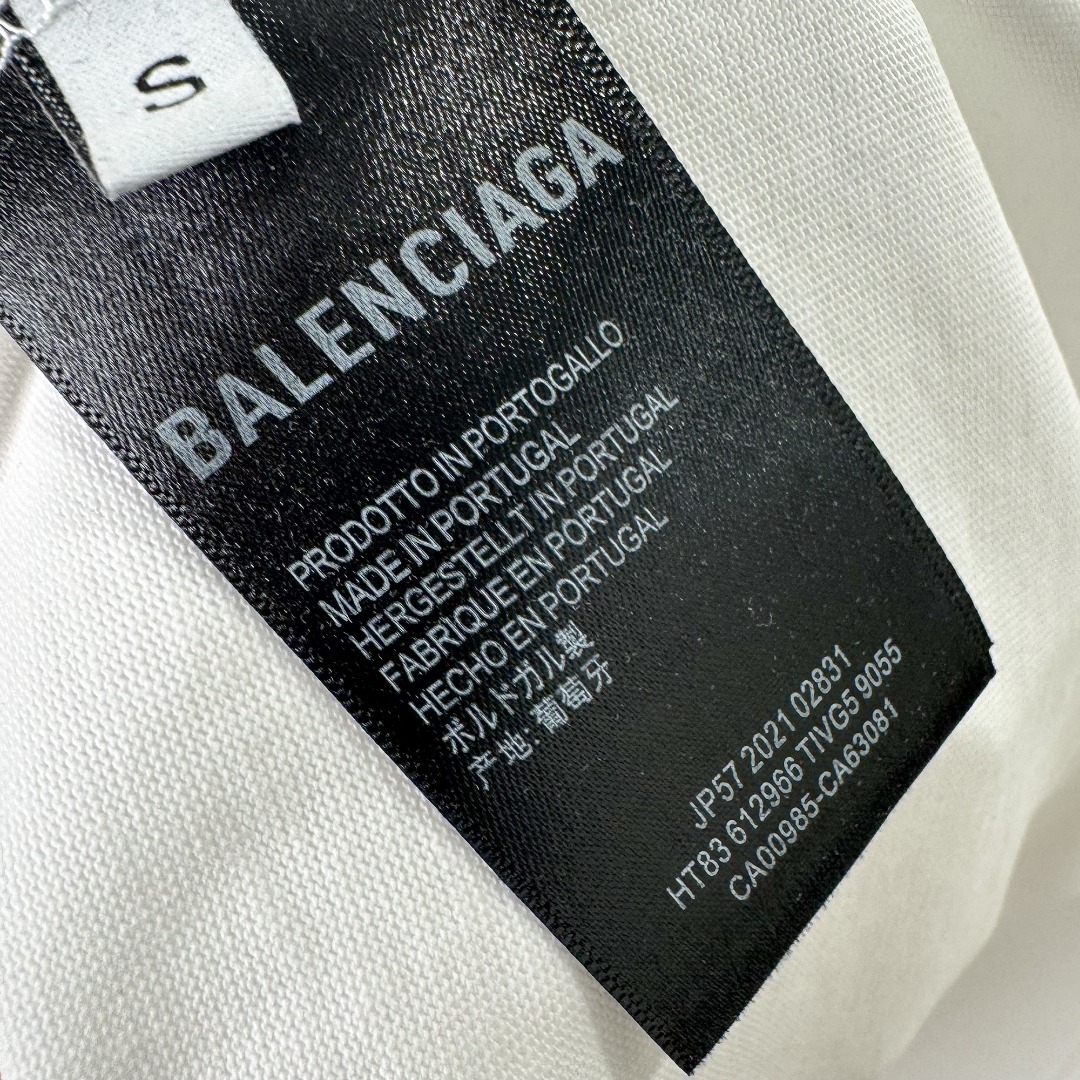 S
BALENCIAGA
PRODOTTO IN PORTOGALLO
MADE IN PORTUGAL
HERGESTELLT IN PORTUGAL
FABRIQUE EN PORTUGAL
HECHO EN PORTUGAL
ポルトガル製
产地: 葡萄牙
JP57 2021 02831
HT83 612966 TIVG5 9055
CA00985-CA63081